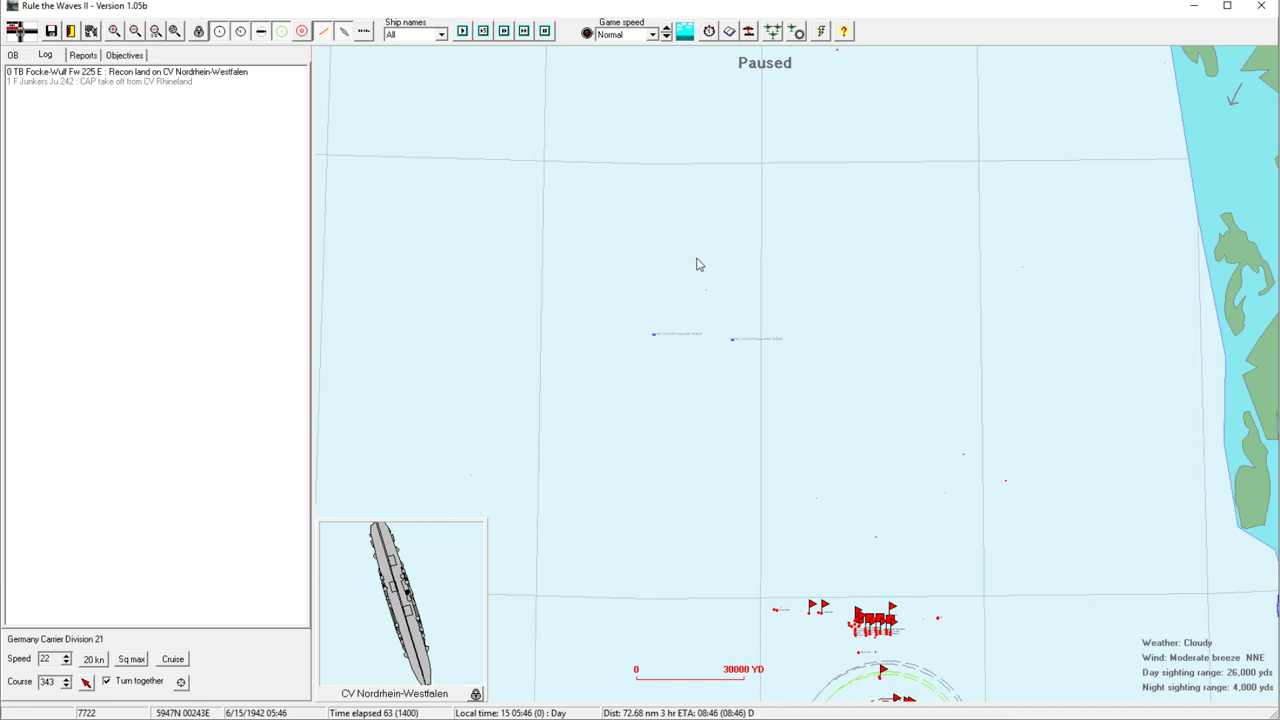 Rule the Waves II - Version 1.05b
Ship names
All
Game speed
Normal
OB Log Reports Objectives
0 TB Focke-Wulf Fw 225 E : Recon land on CV Nordrhein-Westfalen
1 F Junkers Ju 242 : CAP take off from CV Rhineland
Paused
Germany Carrier Division 21
Speed 22 20 kn Sq max Cruise
Course 343 Turn together
CV Nordrhein-Westfalen
0 30000 YD
Weather: Cloudy
Wind: Moderate breeze NNE
Day sighting range: 26,000 yds
Night sighting range: 4,000 yds
7722 5947N 00243E 6/15/1942 05:46 Time elapsed 63 (1400) Local time: 15 05:46 (0) : Day Dist: 72.68 nm 3 hr ETA: 08:46 (08:46) D